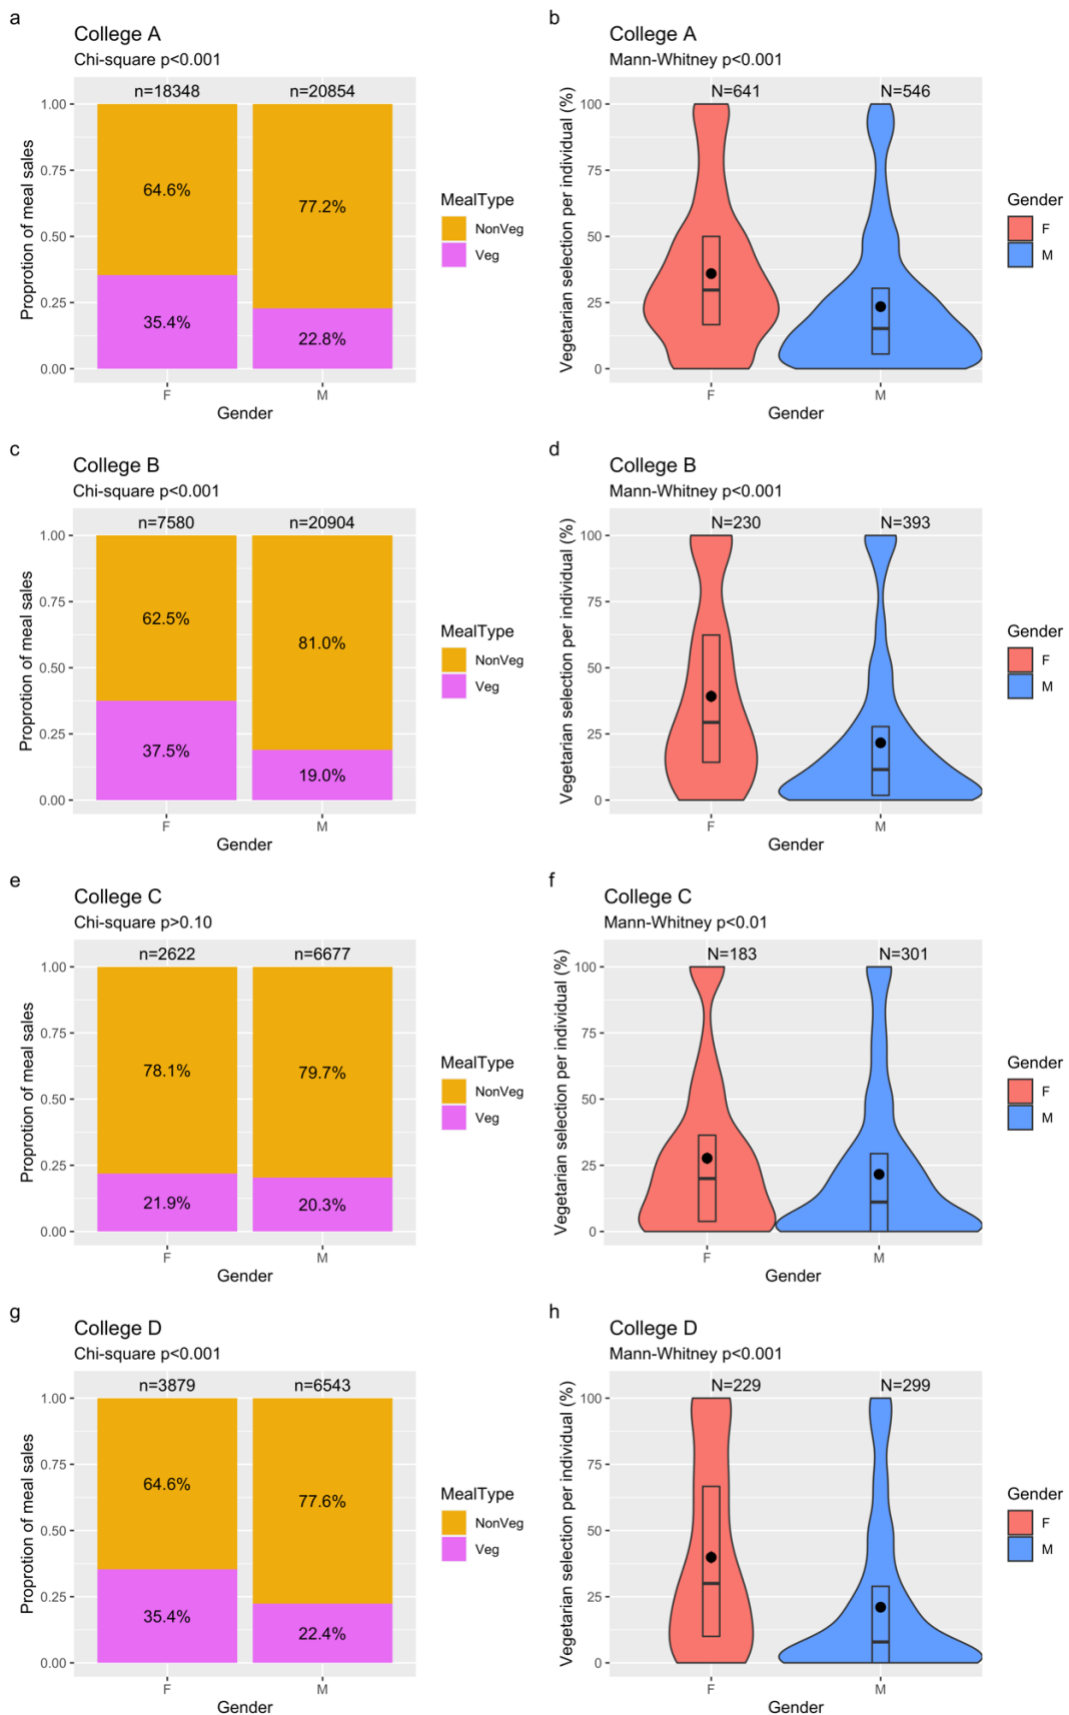 a
College A
Chi-square p<0.001
n=18348 n=20854
1.00
0.75
0.50
0.25
0.00
Proprotion of meal sales
64.6%
77.2%
35.4%
22.8%
F M
Gender
MealType
NonVeg
Veg
b
College A
Mann-Whitney p<0.001
N=641 N=546
100
75
50
25
0
Vegetarian selection per individual (%)
F M
Gender
Gender
F
M
c
College B
Chi-square p<0.001
n=7580 n=20904
1.00
0.75
0.50
0.25
0.00
Proprotion of meal sales
62.5%
81.0%
37.5%
19.0%
F M
Gender
MealType
NonVeg
Veg
d
College B
Mann-Whitney p<0.001
N=230 N=393
100
75
50
25
0
Vegetarian selection per individual (%)
F M
Gender
Gender
F
M
e
College C
Chi-square p>0.10
n=2622 n=6677
1.00
0.75
0.50
0.25
0.00
Proprotion of meal sales
78.1%
79.7%
21.9%
20.3%
F M
Gender
MealType
NonVeg
Veg
f
College C
Mann-Whitney p<0.01
N=183 N=301
100
75
50
25
0
Vegetarian selection per individual (%)
F M
Gender
Gender
F
M
g
College D
Chi-square p<0.001
n=3879 n=6543
1.00
0.75
0.50
0.25
0.00
Proprotion of meal sales
64.6%
77.6%
35.4%
22.4%
F M
Gender
MealType
NonVeg
Veg
h
College D
Mann-Whitney p<0.001
N=229 N=299
100
75
50
25
0
Vegetarian selection per individual (%)
F M
Gender
Gender
F
M